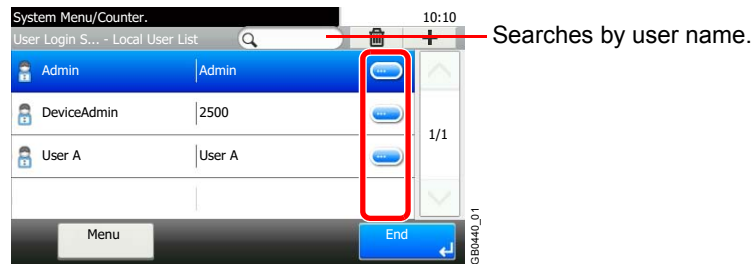 System Menu/Counter. 10:10
User Login S... - Local User List
Searches by user name.
Admin Admin ...
DeviceAdmin 2500 ...
1/1
User A User A ...
Menu End
GB0440_01